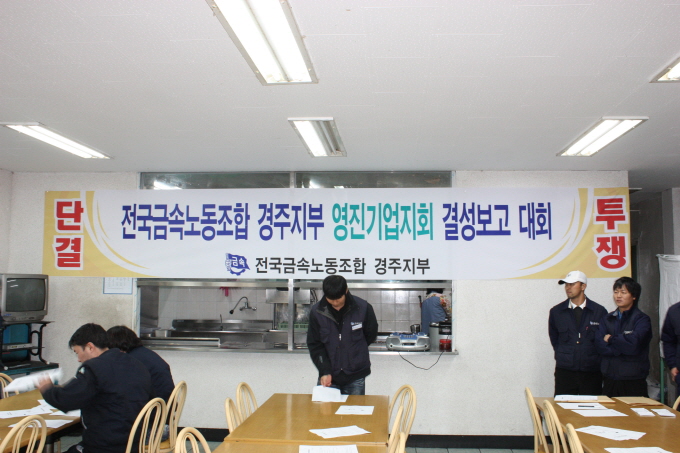 단결
전국금속노동조합 경주지부 영진기업지회 결성보고 대회
투쟁
금속 전국금속노동조합 경주지부